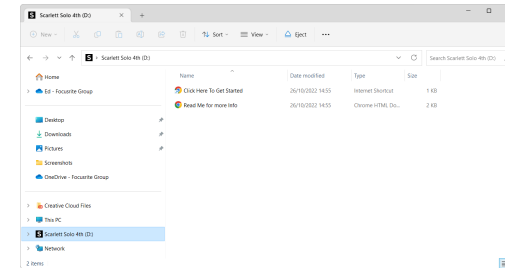 S Scarlett Solo 4th (D:)
New Sort View Eject
S Scarlett Solo 4th (D:) Search Scarlett Solo 4th (D:)
Home
Ed - Focusrite Group
Desktop
Downloads
Pictures
Screenshots
OneDrive - Focusrite Group
Creative Cloud Files
This PC
S Scarlett Solo 4th (D:)
Network
Name Date modified Type Size
Click Here To Get Started 26/10/2022 14:55 Internet Shortcut 1 KB
Read Me for more Info 26/10/2022 14:55 Chrome HTML Do... 2 KB
2 items